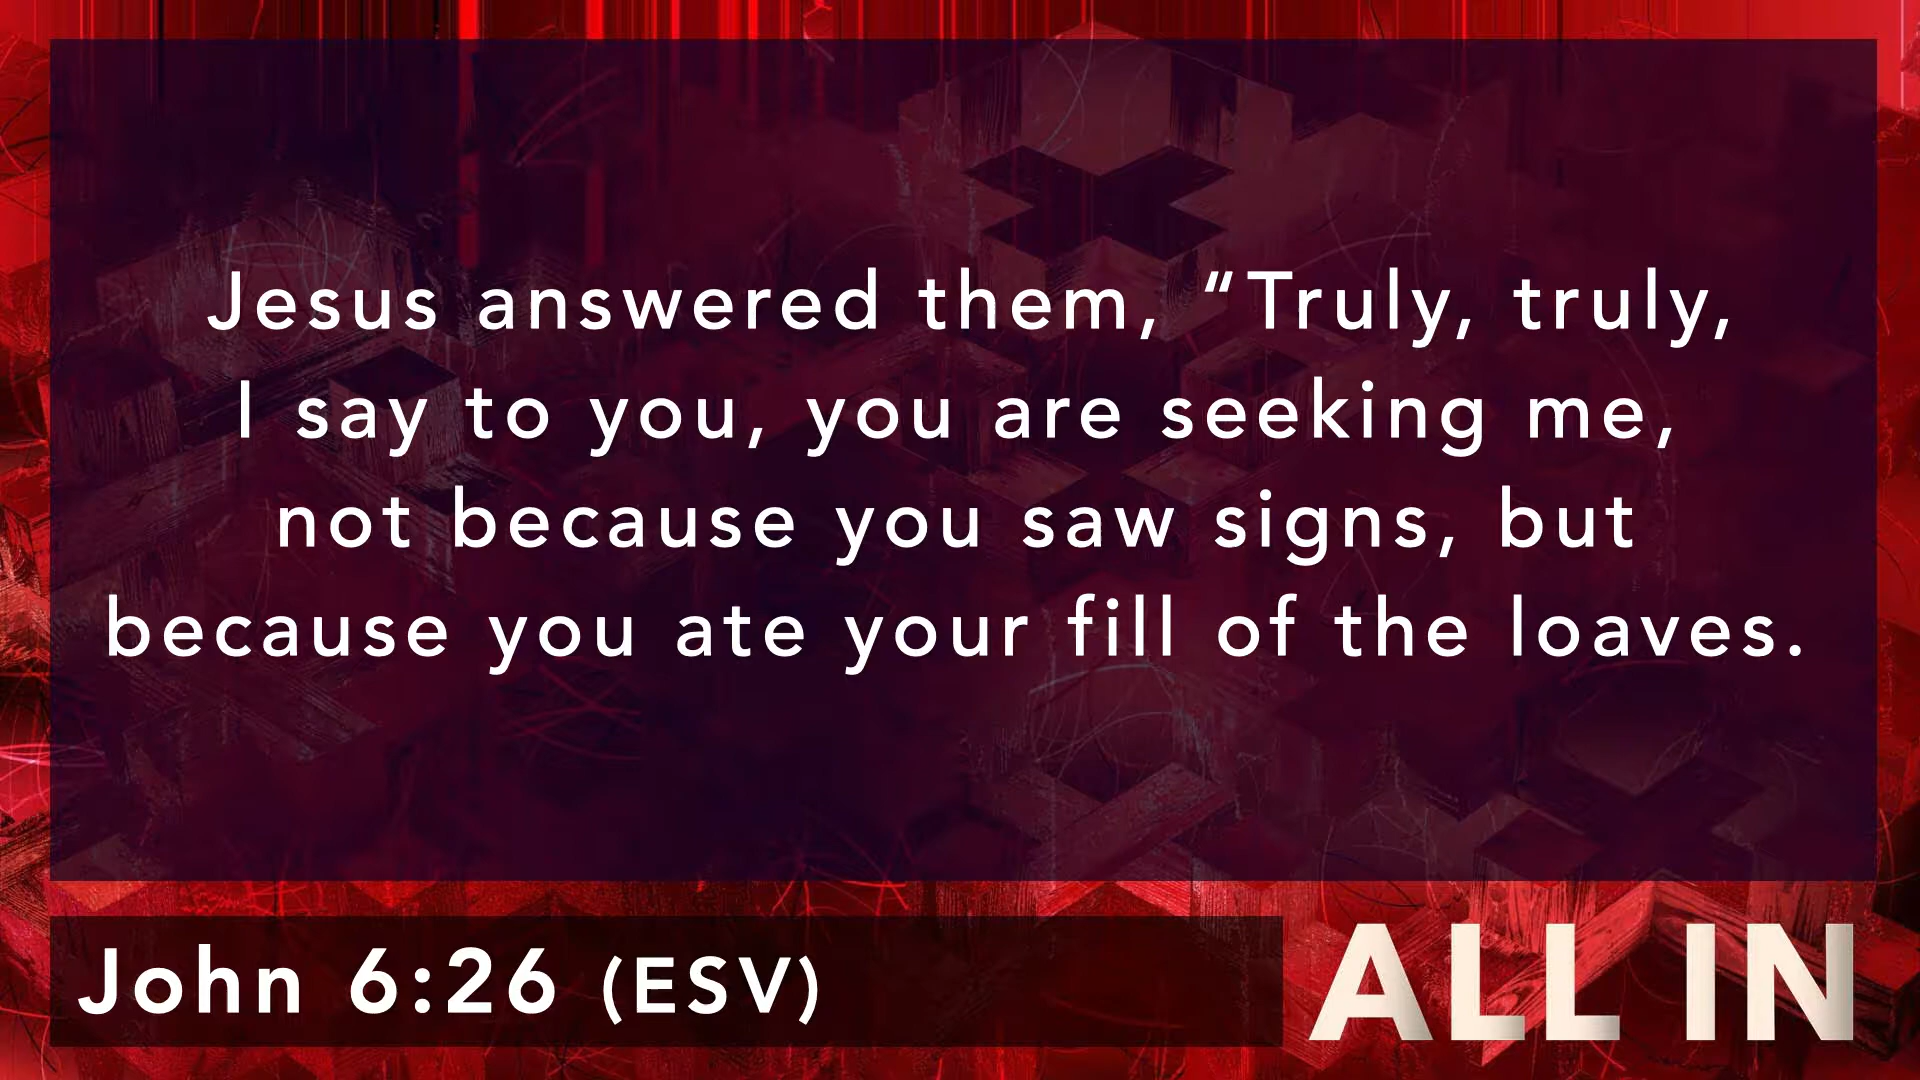 Jesus answered them, “Truly, truly,
I say to you, you are seeking me,
not because you saw signs, but
because you ate your fill of the loaves.
John 6:26 (ESV)
ALL IN